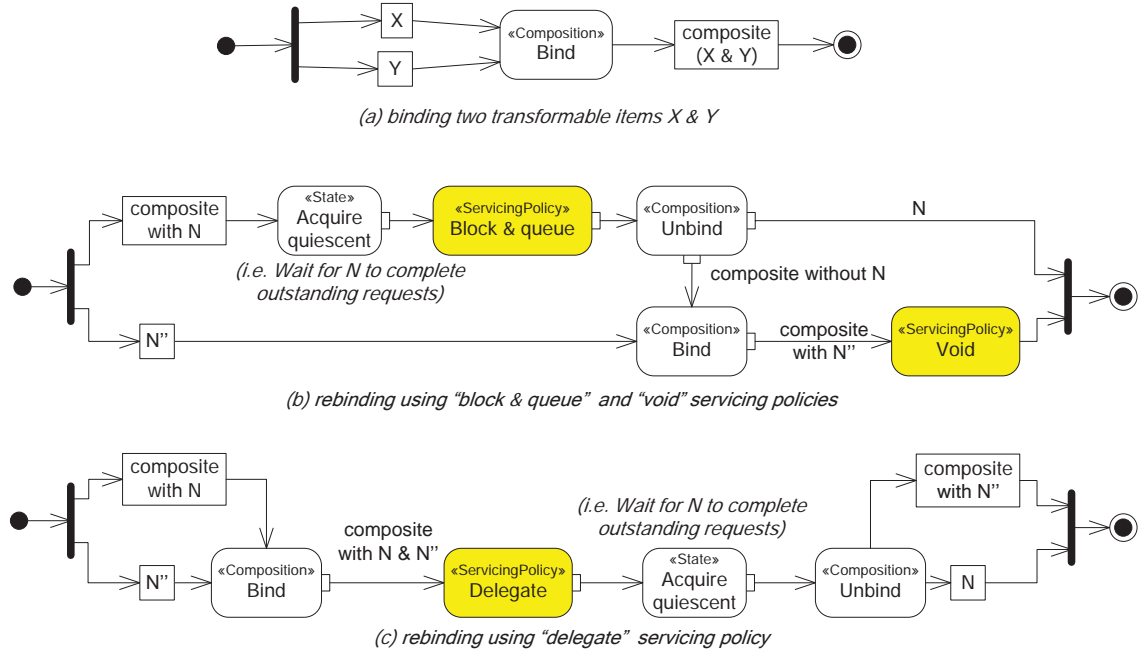 X
Y
«Composition»
Bind
composite
(X & Y)
(a) binding two transformable items X & Y
composite
with N
«State»
Acquire
quiescent
(i.e. Wait for N to complete
outstanding requests)
«ServicingPolicy»
Block & queue
«Composition»
Unbind
N
composite without N
N''
«Composition»
Bind
composite
with N''
«ServicingPolicy»
Void
(b) rebinding using “block & queue” and “void” servicing policies
composite
with N
N''
«Composition»
Bind
composite
with N & N''
«ServicingPolicy»
Delegate
(i.e. Wait for N to complete
outstanding requests)
«State»
Acquire
quiescent
«Composition»
Unbind
composite
with N''
N
(c) rebinding using “delegate” servicing policy